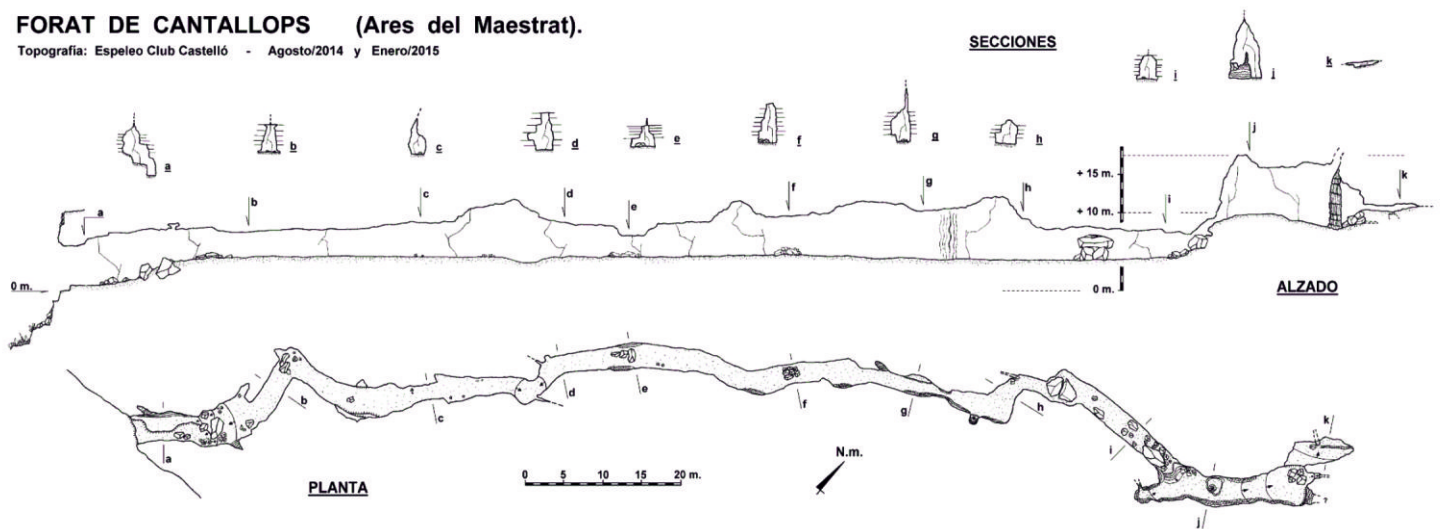 FORAT DE CANTALLOPS (Ares del Maestrat).
Topografia: Espeleo Club Castelló - Agosto/2014 y Enero/2015
SECCIONES
i
j
k
a
b
c
d
e
f
g
h
a
b
c
d
e
f
g
h
i
j
k
+ 15 m.
+ 10 m.
0 m.
0 m.
ALZADO
a
b
c
d
e
f
g
h
i
j
k
?
N.m.
0 5 10 15 20 m.
PLANTA